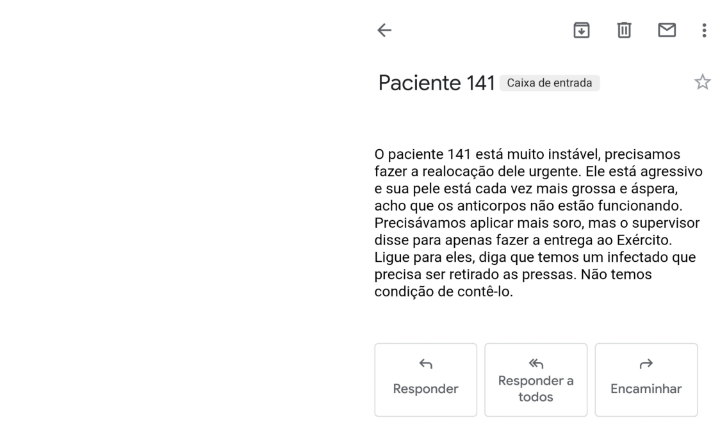 Paciente 141 Caixa de entrada
O paciente 141 está muito instável, precisamos
fazer a realocação dele urgente. Ele está agressivo
e sua pele está cada vez mais grossa e áspera,
acho que os anticorpos não estão funcionando.
Precisávamos aplicar mais soro, mas o supervisor
disse para apenas fazer a entrega ao Exército.
Ligue para eles, diga que temos um infectado que
precisa ser retirado as pressas. Não temos
condição de contê-lo.
Responder
Responder a
todos
Encaminhar